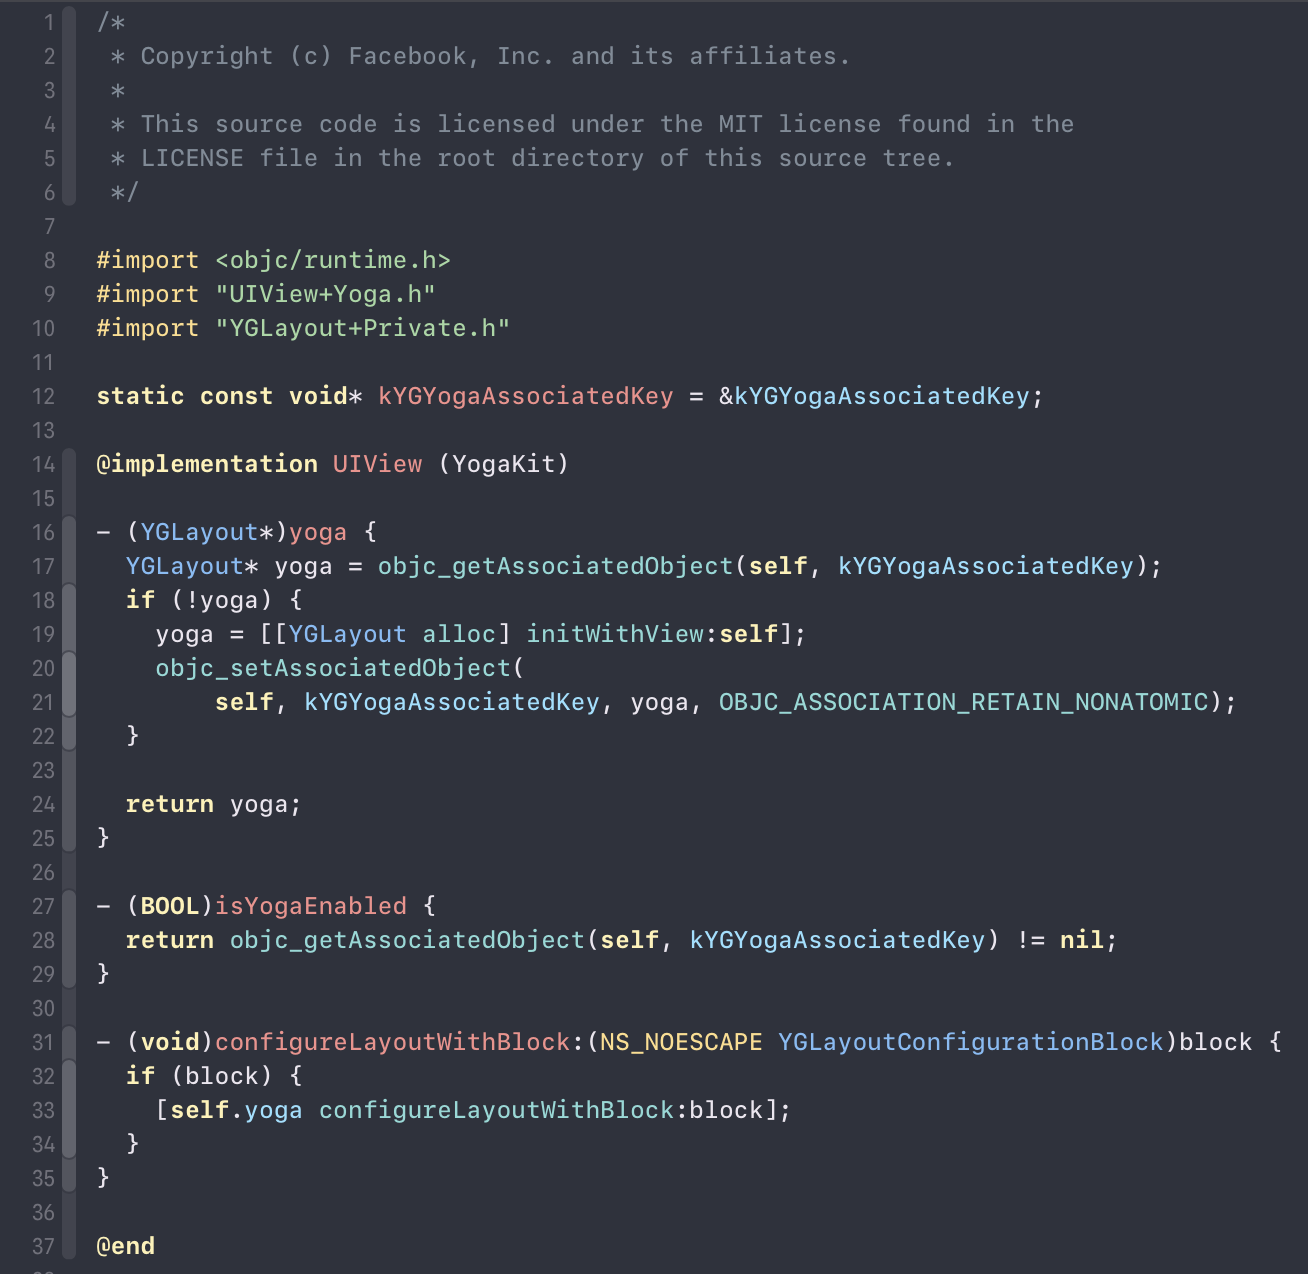 1 /*
2  * Copyright (c) Facebook, Inc. and its affiliates.
3  *
4  * This source code is licensed under the MIT license found in the
5  * LICENSE file in the root directory of this source tree.
6  */
7
8 #import <objc/runtime.h>
9 #import "UIView+Yoga.h"
10 #import "YGLayout+Private.h"
11
12 static const void* kYGYogaAssociatedKey = &kYGYogaAssociatedKey;
13
14 @implementation UIView (YogaKit)
15
16 - (YGLayout*)yoga {
17   YGLayout* yoga = objc_getAssociatedObject(self, kYGYogaAssociatedKey);
18   if (!yoga) {
19     yoga = [[YGLayout alloc] initWithView:self];
20     objc_setAssociatedObject(
21         self, kYGYogaAssociatedKey, yoga, OBJC_ASSOCIATION_RETAIN_NONATOMIC);
22   }
23
24   return yoga;
25 }
26
27 - (BOOL)isYogaEnabled {
28   return objc_getAssociatedObject(self, kYGYogaAssociatedKey) != nil;
29 }
30
31 - (void)configureLayoutWithBlock:(NS_NOESCAPE YGLayoutConfigurationBlock)block {
32   if (block) {
33     [self.yoga configureLayoutWithBlock:block];
34   }
35 }
36
37 @end